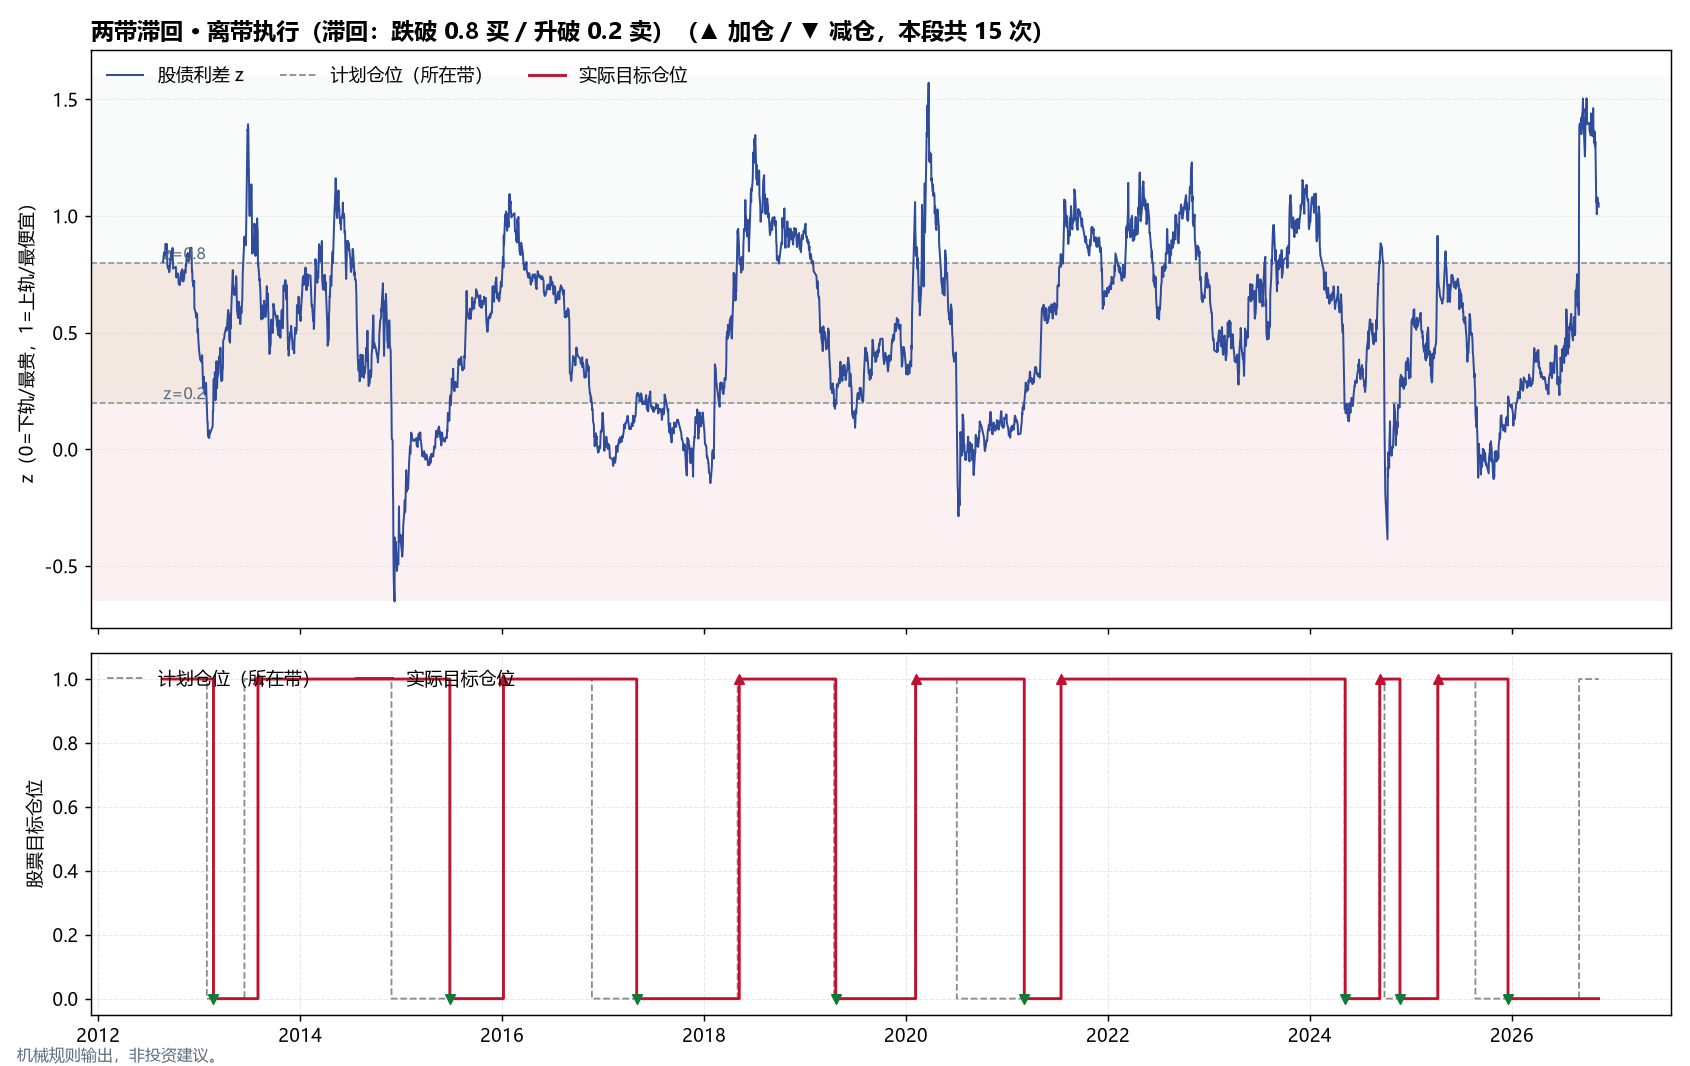 两带滞回 • 离带执行（滞回：跌破 0.8 买 / 升破 0.2 卖）（▲ 加仓 / ▼ 减仓，本段共 15 次）
股债利差 z
计划仓位（所在带）
实际目标仓位
z（0=下轨/最贵，1=上轨/最便宜）
1.5
1.0
0.5
0.0
-0.5
z=0.8
z=0.2
计划仓位（所在带）
实际目标仓位
股票目标仓位
1.0
0.8
0.6
0.4
0.2
0.0
2012 2014 2016 2018 2020 2022 2024 2026
机械规则输出，非投资建议。